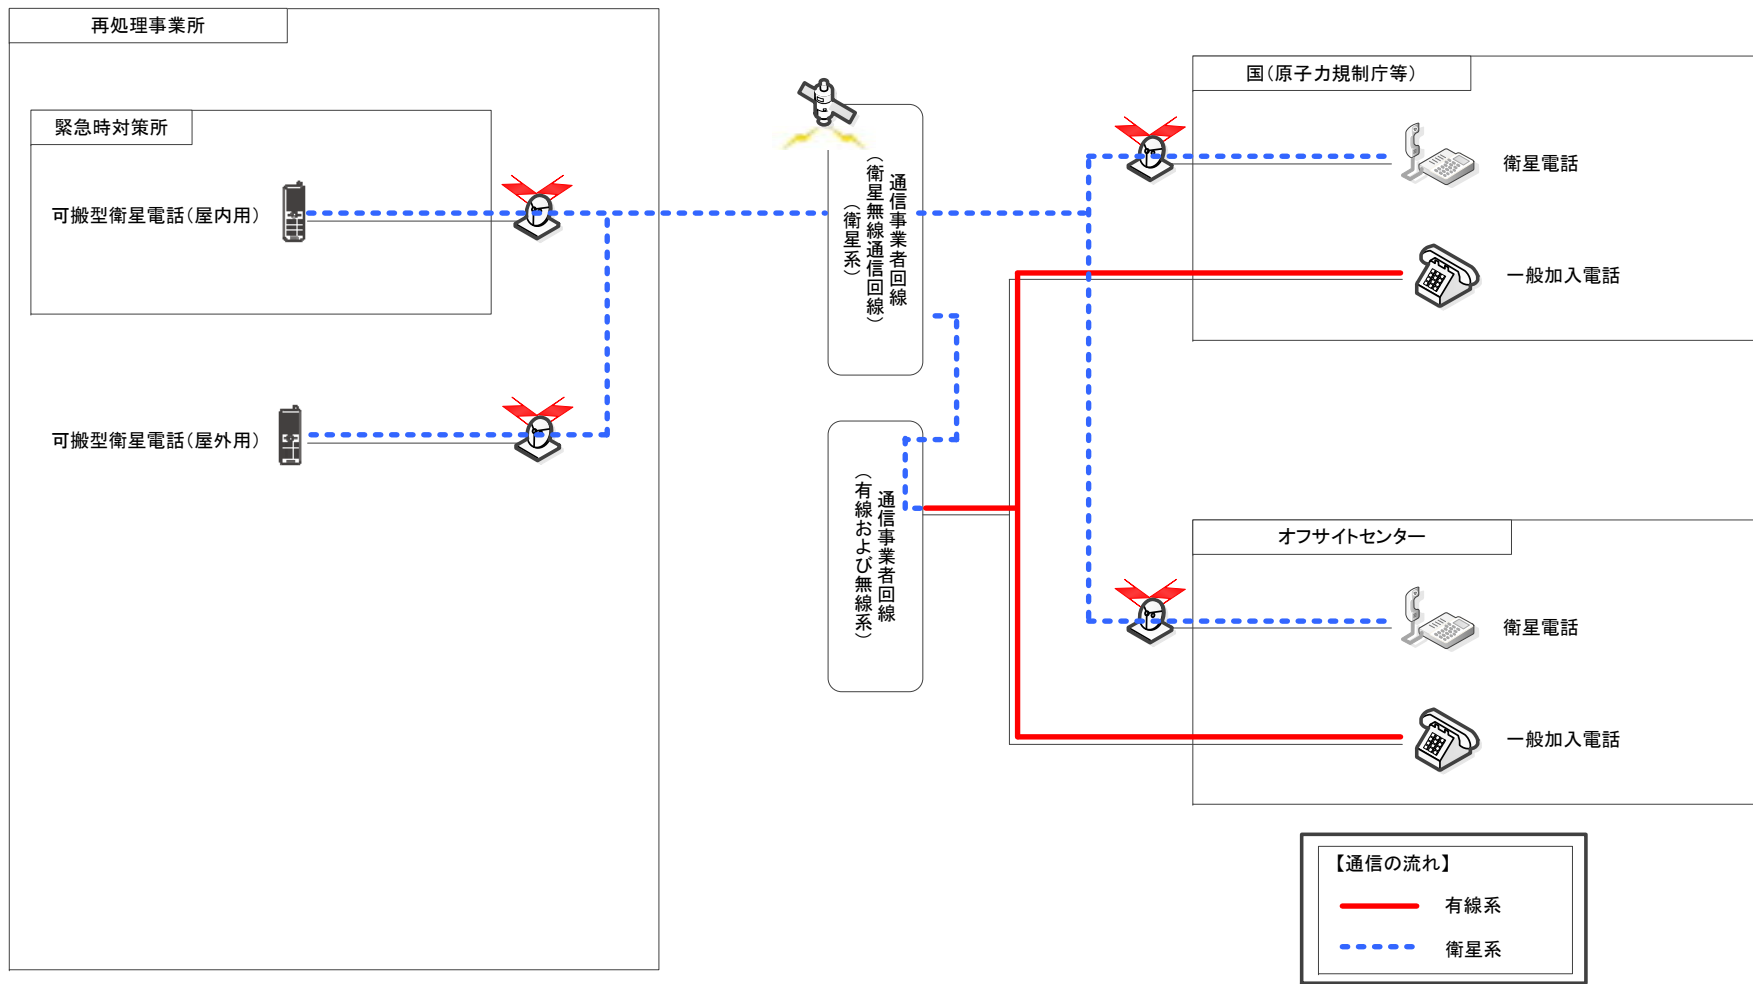 再処理事業所
緊急時対策所
可搬型衛星電話(屋内用)
可搬型衛星電話(屋外用)
通信事業者回線
(衛星無線通信回線)
(衛星系)
通信事業者回線
(有線および無線系)
国(原子力規制庁等)
衛星電話
一般加入電話
オフサイトセンター
衛星電話
一般加入電話
【通信の流れ】
有線系
衛星系